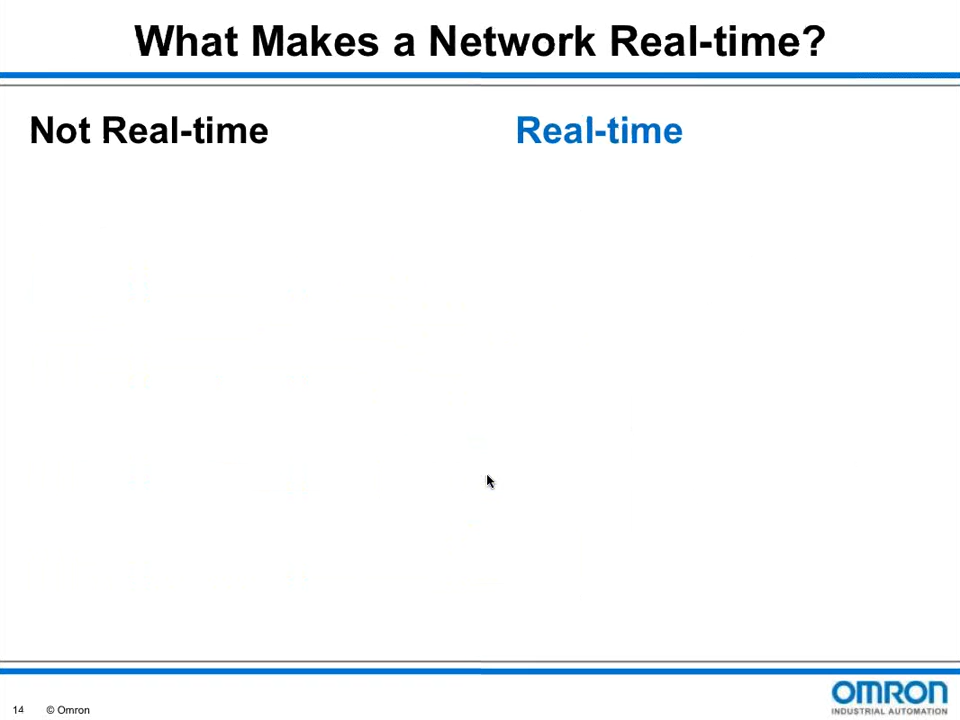 What Makes a Network Real-time?
Not Real-time
Real-time
14 © Omron
OMRON
INDUSTRIAL AUTOMATION